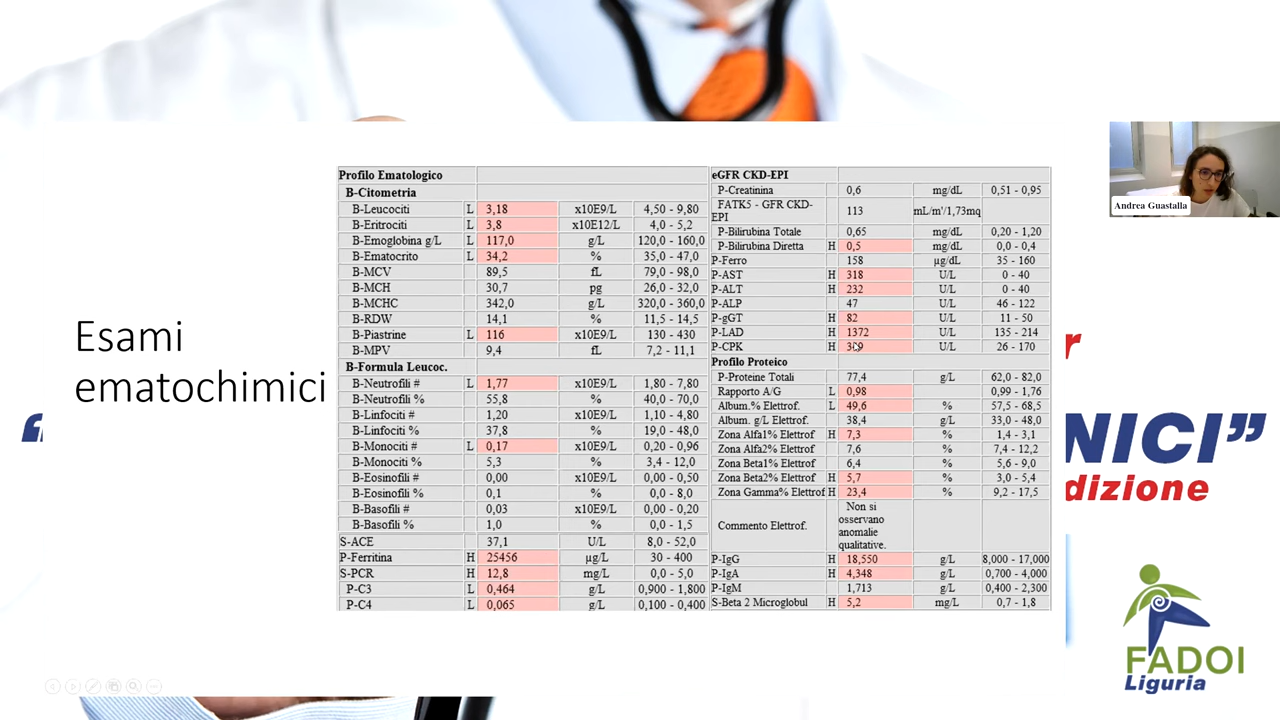 Esami
ematochimici
Profilo Ematologico
B-Citometria
B-Leucociti L 3,18 x10E9/L 4,50 - 9,80
B-Eritrociti L 3,8 x10E12/L 4,0 - 5,2
B-Emoglobina g/L L 117,0 g/L 120,0 - 160,0
B-Ematocrito L 34,2 % 35,0 - 47,0
B-MCV 89,5 fL 79,0 - 98,0
B-MCH 30,7 pg 26,0 - 32,0
B-MCHC 342,0 g/L 320,0 - 360,0
B-RDW 14,1 % 11,5 - 14,5
B-Piastrine L 116 x10E9/L 130 - 430
B-MPV 9,4 fL 7,2 - 11,1
B-Formula Leucoc.
B-Neutrofili # L 1,77 x10E9/L 1,80 - 7,80
B-Neutrofili % 55,8 % 40,0 - 70,0
B-Linfociti # 1,20 x10E9/L 1,10 - 4,80
B-Linfociti % 37,8 % 19,0 - 48,0
B-Monociti # L 0,17 x10E9/L 0,20 - 0,96
B-Monociti % 5,3 % 3,4 - 12,0
B-Eosinofili # 0,00 x10E9/L 0,00 - 0,50
B-Eosinofili % 0,1 % 0,0 - 8,0
B-Basofili # 0,03 x10E9/L 0,00 - 0,20
B-Basofili % 1,0 % 0,0 - 1,5
S-ACE 37,1 U/L 8,0 - 52,0
P-Ferritina H 25456 µg/L 30 - 400
S-PCR H 12,8 mg/L 0,0 - 5,0
P-C3 L 0,464 g/L 0,900 - 1,800
P-C4 L 0,065 g/L 0,100 - 0,400
eGFR CKD-EPI
P-Creatinina 0,6 mg/dL 0,51 - 0,95
FATK5 - GFR CKD-
EPI 113 mL/m'/1,73mq
P-Bilirubina Totale 0,65 mg/dL 0,20 - 1,20
P-Bilirubina Diretta H 0,5 mg/dL 0,0 - 0,4
P-Ferro 158 µg/dL 35 - 160
P-AST H 318 U/L 0 - 40
P-ALT H 232 U/L 0 - 40
P-ALP 47 U/L 46 - 122
P-gGT H 82 U/L 11 - 50
P-LAD H 1372 U/L 135 - 214
P-CPK H U/L 26 - 170
Profilo Proteico
P-Proteine Totali 77,4 g/L 62,0 - 82,0
Rapporto A/G L 0,98 0,99 - 1,76
Album.% Elettrof. L 49,6 % 57,5 - 68,5
Album. g/L Elettrof. 38,4 g/L 33,0 - 48,0
Zona Alfa1% Elettrof H 7,3 % 1,4 - 3,1
Zona Alfa2% Elettrof 7,6 % 7,4 - 12,2
Zona Beta1% Elettrof 6,4 % 5,6 - 9,0
Zona Beta2% Elettrof H 5,7 % 3,0 - 5,4
Zona Gamma% Elettrof H 23,4 % 9,2 - 17,5
Commento Elettrof. Non si
osservano
anomalie
qualitative.
P-IgG H 18,550 g/L 8,000 - 17,000
P-IgA H 4,348 g/L 0,700 - 4,000
P-IgM 1,713 g/L 0,400 - 2,300
S-Beta 2 Microglobul H 5,2 mg/L 0,7 - 1,8
Andrea Guastalla
r
“
NICI”
dizione
FADOI
Liguria